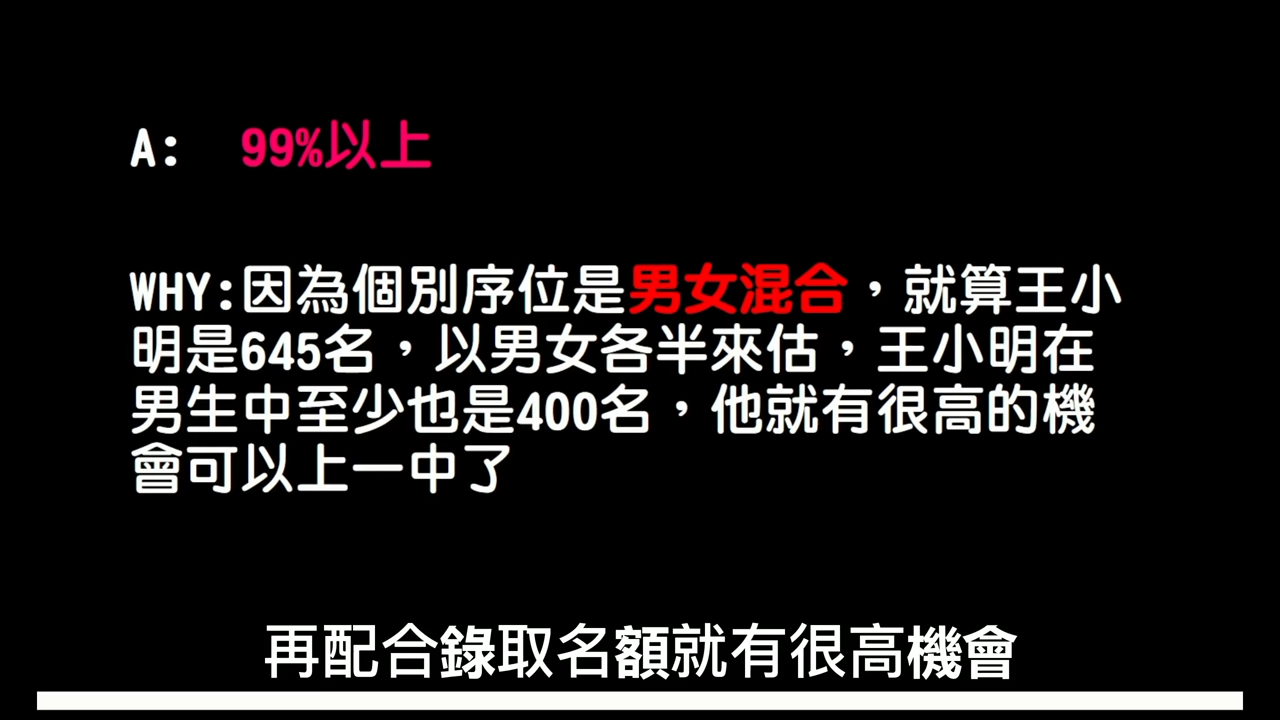 A: 99%以上
WHY:因為個別序位是男女混合，就算王小
明是645名，以男女各半來估，王小明在
男生中至少也是400名，他就有很高的機
會可以上一中了
再配合錄取名額就有很高機會